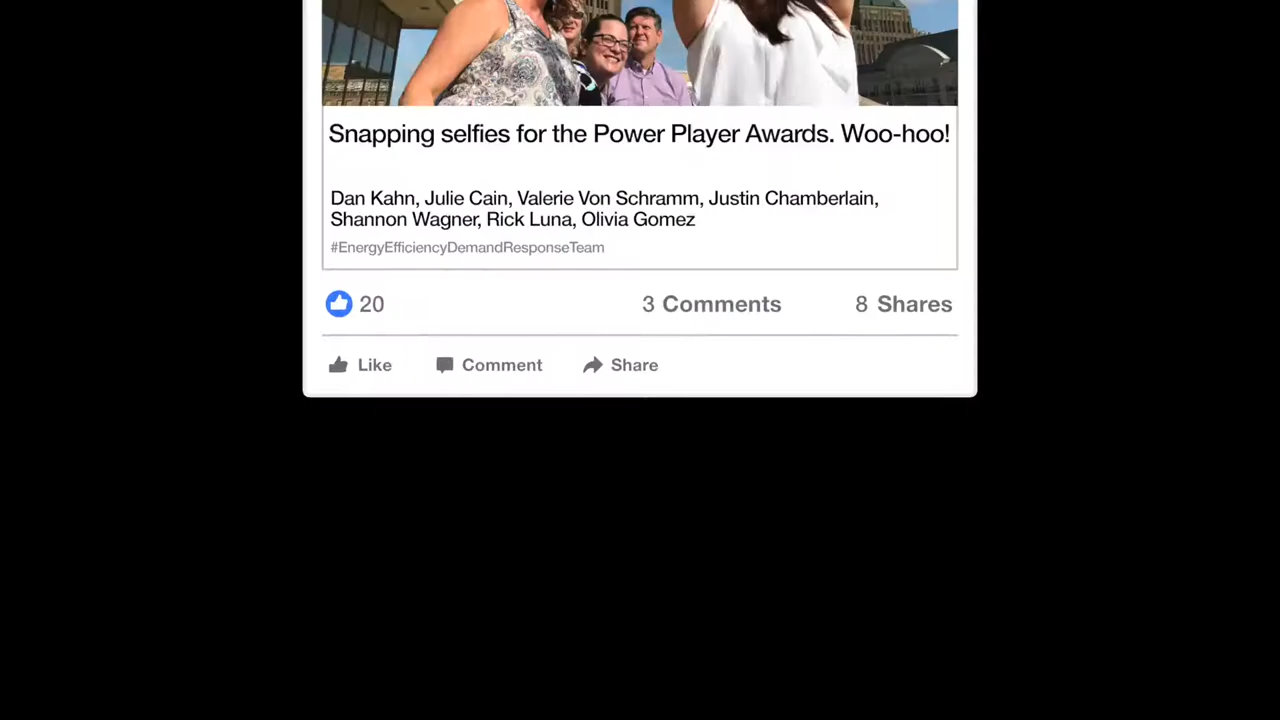 Snapping selfies for the Power Player Awards. Woo-hoo!
Dan Kahn, Julie Cain, Valerie Von Schramm, Justin Chamberlain,
Shannon Wagner, Rick Luna, Olivia Gomez
#EnergyEfficiencyDemandResponseTeam
20 3 Comments 8 Shares
Like Comment Share